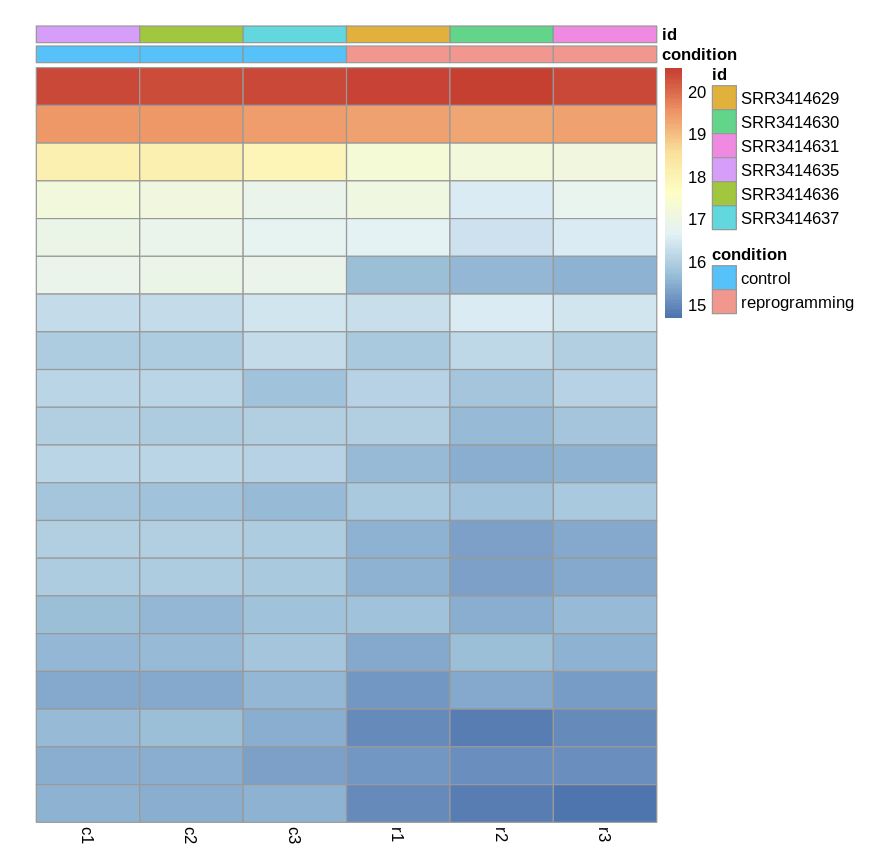 id
condition
id
20
SRR3414629
SRR3414630
19
SRR3414631
SRR3414635
18
SRR3414636
17
SRR3414637
condition
16
control
15
reprogramming
c1
c2
c3
r1
r2
r3